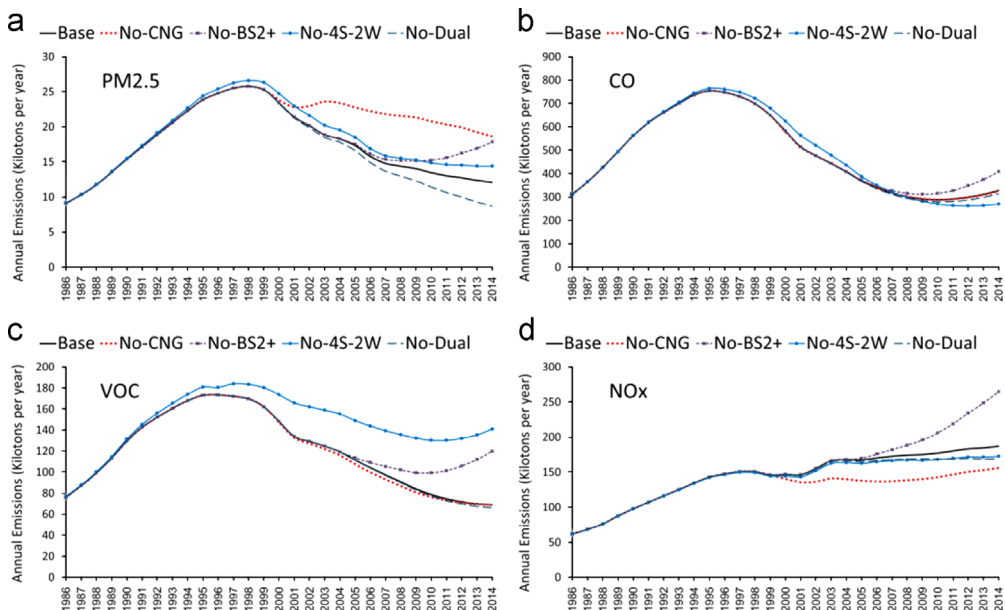 a
Base No-CNG No-BS2+ No-4S-2W No-Dual
Annual Emissions (Kilotons per year)
PM2.5
30
25
20
15
10
5
0
1986 1987 1988 1989 1990 1991 1992 1993 1994 1995 1996 1997 1998 1999 2000 2001 2002 2003 2004 2005 2006 2007 2008 2009 2010 2011 2012 2013 2014
b
Base No-CNG No-BS2+ No-4S-2W No-Dual
Annual Emissions (Kilotons per year)
CO
900
800
700
600
500
400
300
200
100
0
1986 1987 1988 1989 1990 1991 1992 1993 1994 1995 1996 1997 1998 1999 2000 2001 2002 2003 2004 2005 2006 2007 2008 2009 2010 2011 2012 2013 2014
c
Base No-CNG No-BS2+ No-4S-2W No-Dual
Annual Emissions (Kilotons per year)
VOC
200
180
160
140
120
100
80
60
40
20
0
1986 1987 1988 1989 1990 1991 1992 1993 1994 1995 1996 1997 1998 1999 2000 2001 2002 2003 2004 2005 2006 2007 2008 2009 2010 2011 2012 2013 2014
d
Base No-CNG No-BS2+ No-4S-2W No-Dual
Annual Emissions (Kilotons per year)
NOx
300
250
200
150
100
50
0
1986 1987 1988 1989 1990 1991 1992 1993 1994 1995 1996 1997 1998 1999 2000 2001 2002 2003 2004 2005 2006 2007 2008 2009 2010 2011 2012 2013 2014